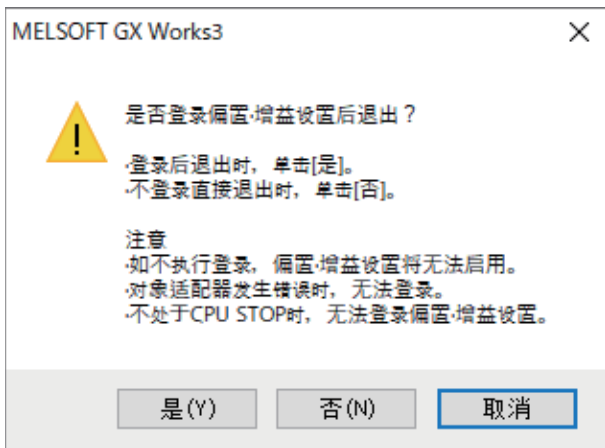 MELSOFT GX Works3
是否登录偏置·增益设置后退出？
·登录后退出时，单击[是]。
·不登录直接退出时，单击[否]。
注意
·如不执行登录，偏置·增益设置将无法启用。
·对象适配器发生错误时，无法登录。
·不处于CPU STOP时，无法登录偏置·增益设置。
是(Y)
否(N)
取消